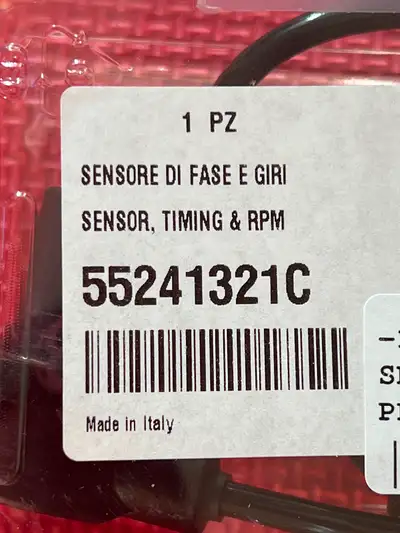 1 PZ
SENSORE DI FASE E GIRI
SENSOR, TIMING & RPM
55241321C
Made in Italy